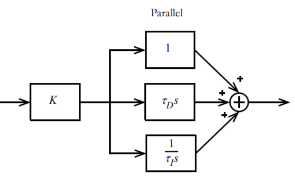 Parallel
1
+
K
τ_D s
+
+
+
1
τ_I s